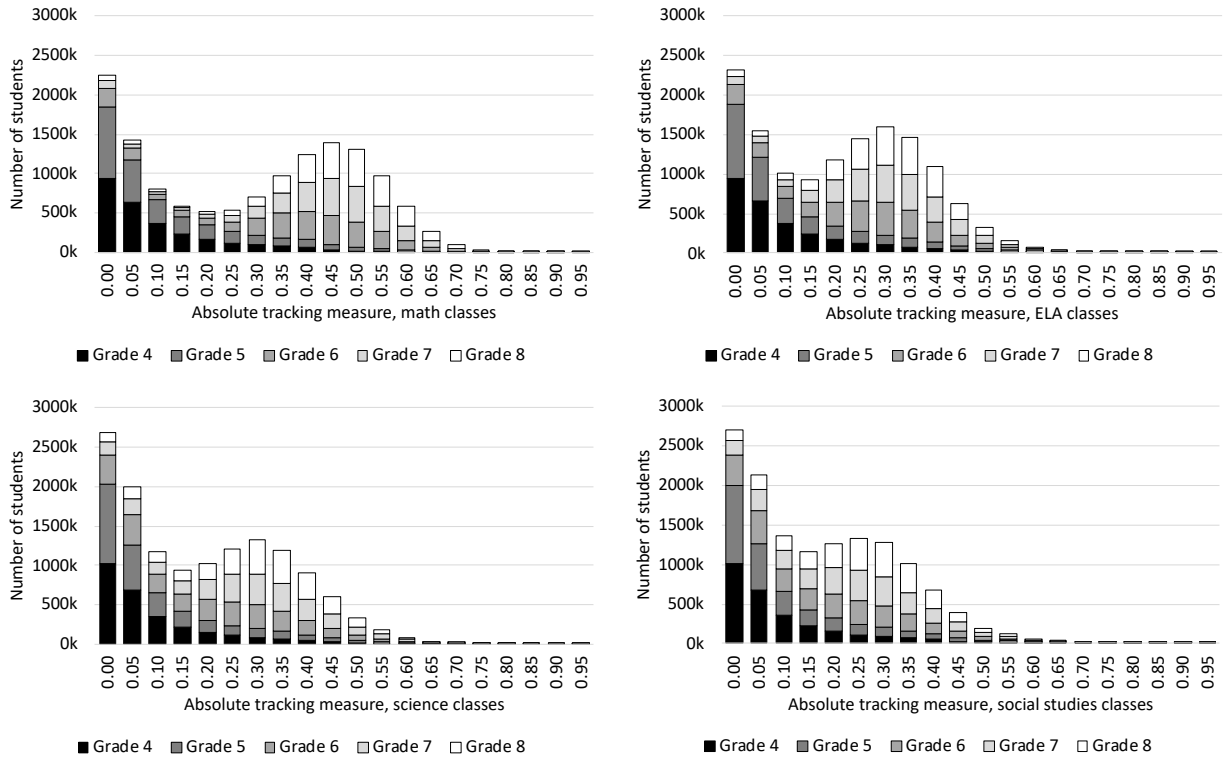 3000k
2500k
2000k
1500k
1000k
500k
0k
Number of students
0.00 0.05 0.10 0.15 0.20 0.25 0.30 0.35 0.40 0.45 0.50 0.55 0.60 0.65 0.70 0.75 0.80 0.85 0.90 0.95
Absolute tracking measure, math classes
Grade 4 Grade 5 Grade 6 Grade 7 Grade 8
3000k
2500k
2000k
1500k
1000k
500k
0k
Number of students
0.00 0.05 0.10 0.15 0.20 0.25 0.30 0.35 0.40 0.45 0.50 0.55 0.60 0.65 0.70 0.75 0.80 0.85 0.90 0.95
Absolute tracking measure, ELA classes
Grade 4 Grade 5 Grade 6 Grade 7 Grade 8
3000k
2500k
2000k
1500k
1000k
500k
0k
Number of students
0.00 0.05 0.10 0.15 0.20 0.25 0.30 0.35 0.40 0.45 0.50 0.55 0.60 0.65 0.70 0.75 0.80 0.85 0.90 0.95
Absolute tracking measure, science classes
Grade 4 Grade 5 Grade 6 Grade 7 Grade 8
3000k
2500k
2000k
1500k
1000k
500k
0k
Number of students
0.00 0.05 0.10 0.15 0.20 0.25 0.30 0.35 0.40 0.45 0.50 0.55 0.60 0.65 0.70 0.75 0.80 0.85 0.90 0.95
Absolute tracking measure, social studies classes
Grade 4 Grade 5 Grade 6 Grade 7 Grade 8